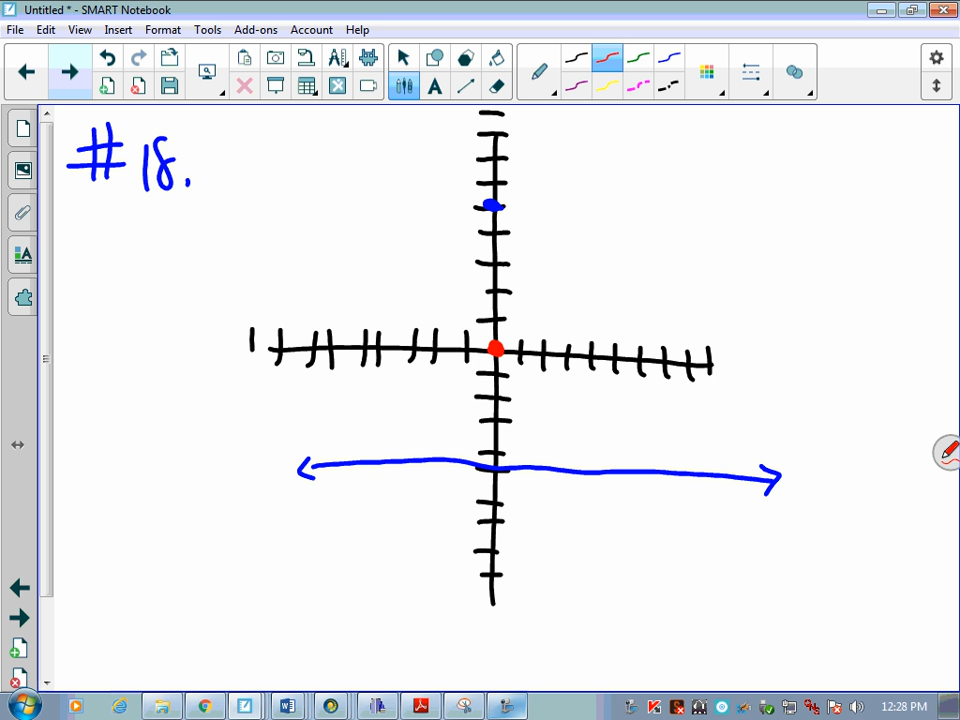 Untitled * - SMART Notebook
File Edit View Insert Format Tools Add-ons Account Help
# 18.
12:28 PM